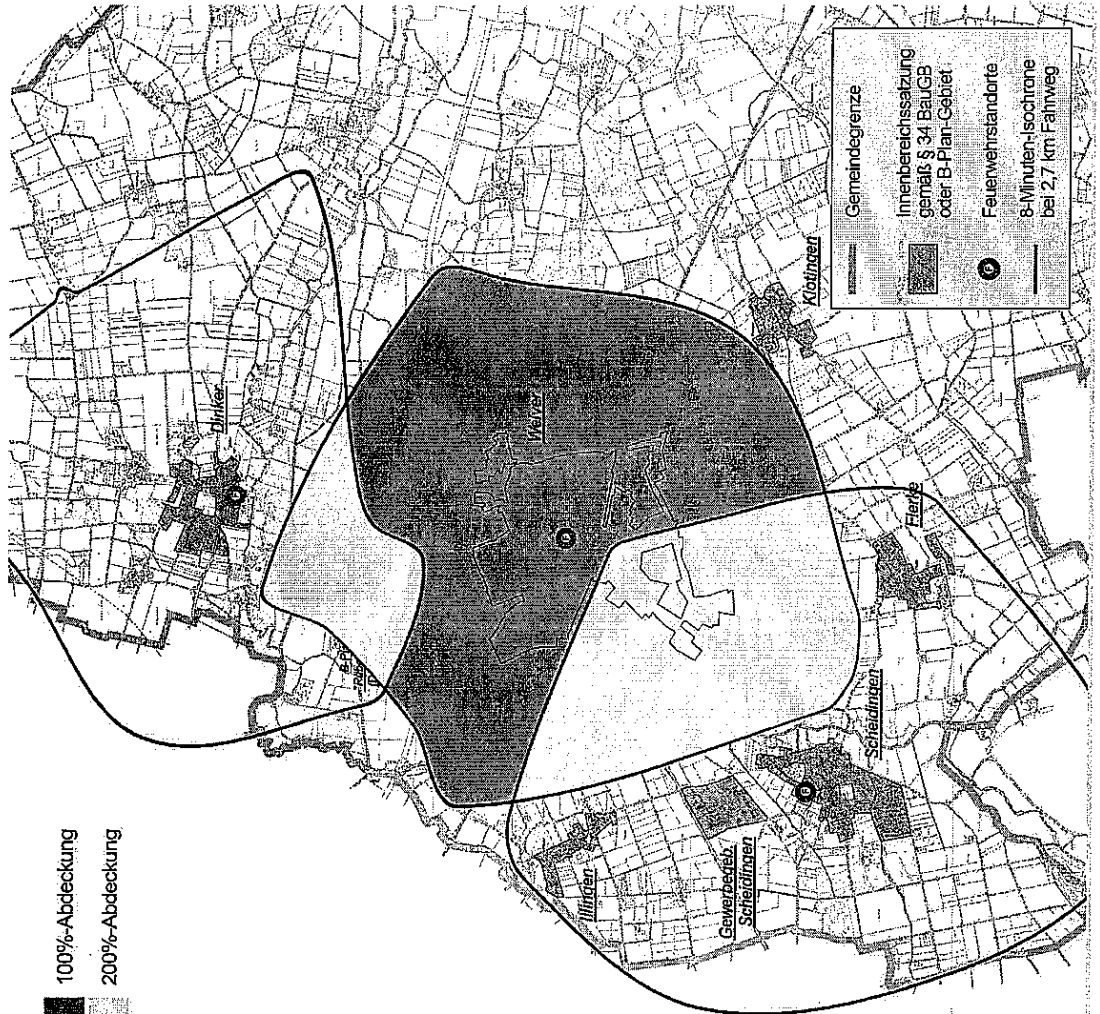 100%-Abdeckung
200%-Abdeckung
Dinker
Welver
Illingen
Gewerbegeb.
Scheidingen
Scheidingen
Flerke
Klotingen
Gemeindegrenze
Innenbereichssatzung
gemäß § 34 BauGB
oder B-Plan-Gebiet
Feuerwehrstandorte
8-Minuten-Isochrone
bei 2,7 km Fahrweg